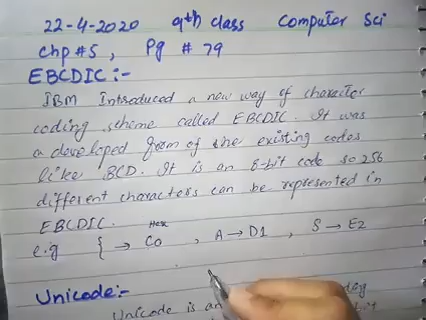 22-4-2020 9th class Computer Sci
Chp #5, Pg # 79
EBCDIC:-
IBM Introduced a new way of character
coding scheme called EBCDIC. It was
a developed from of the existing codes
like BCD. It is an 8-bit code so 256
different characters can be represented in
EBCDIC.
Hex
e.g { → C0 , A → D1 , S → E2
Unicode:-
Unicode is an